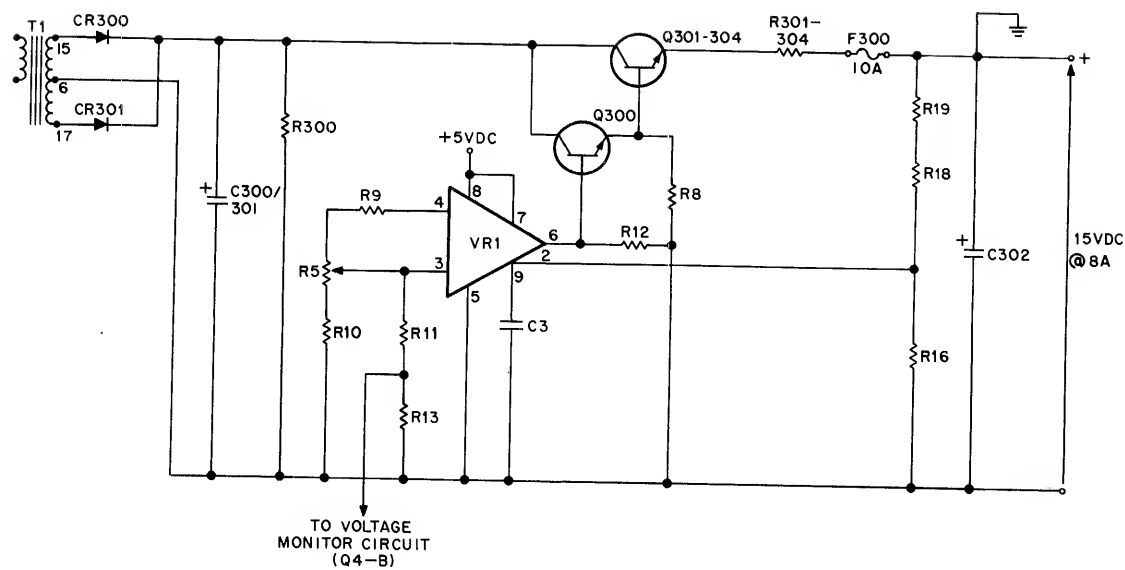 T1
CR300
15
6
CR301
17
+
C300/
301
R300
+5VDC
Q300
Q301-304
R301-
304
F300
10A
+
R19
R18
R9
4
8
7
VR1
6
2
R12
R8
R5
3
9
5
R10
R11
C3
R13
R16
+
C302
15VDC
@8A
TO VOLTAGE
MONITOR CIRCUIT
(Q4-B)